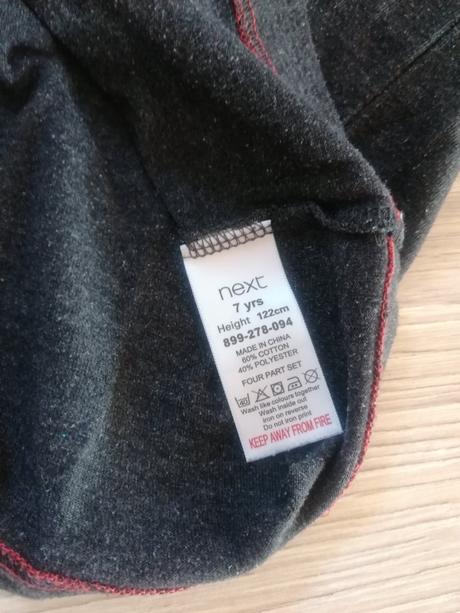 next
7 yrs
Height 122cm
899-278-094
MADE IN CHINA
60% COTTON
40% POLYESTER
FOUR PART SET
40
Wash like colours together
Wash inside out
Iron on reverse
Do not iron print
KEEP AWAY FROM FIRE